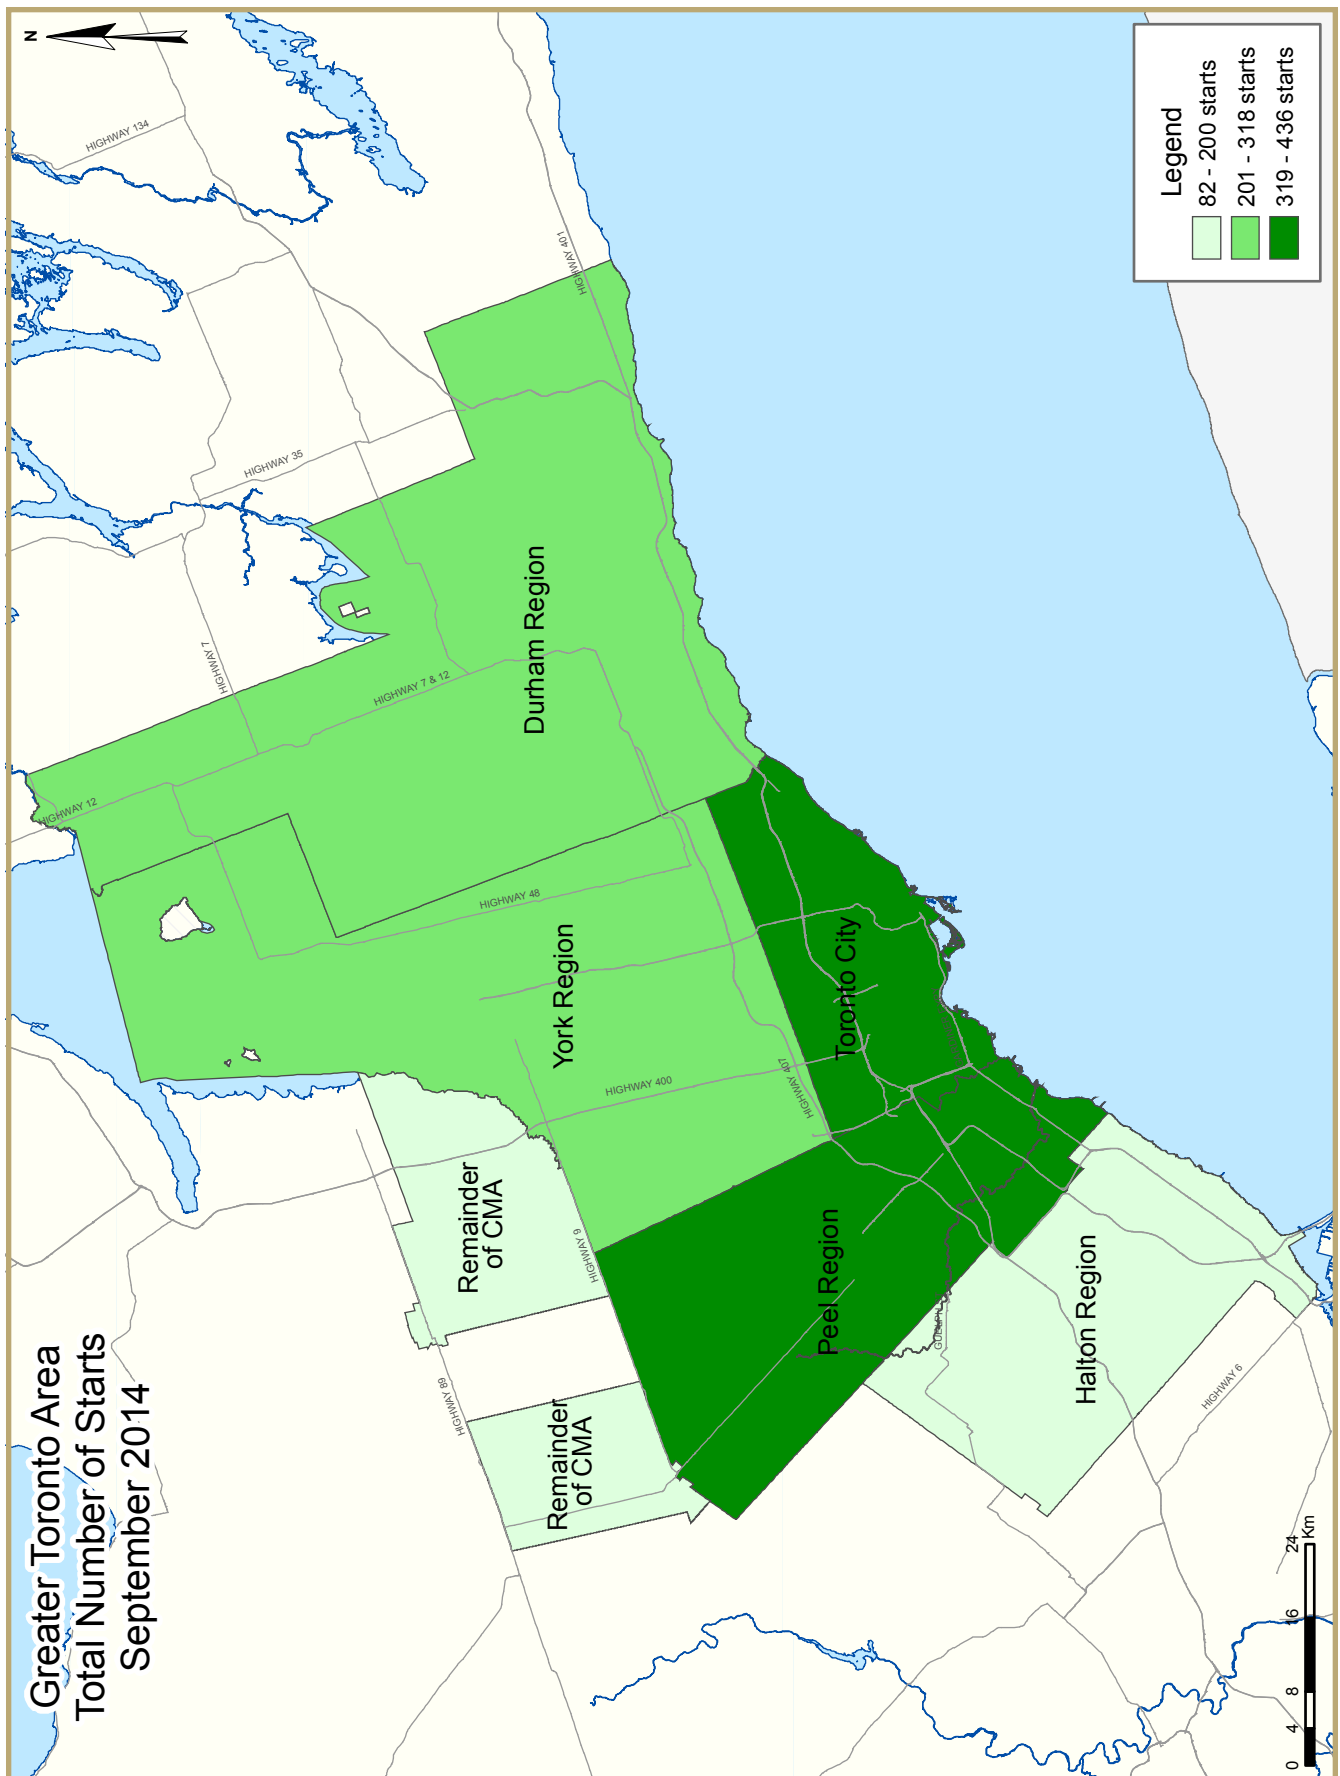 Greater Toronto Area
Total Number of Starts
September 2014
N
HIGHWAY 134
HIGHWAY 401
HIGHWAY 35
HIGHWAY 7
HIGHWAY 7 & 12
HIGHWAY 12
Durham Region
HIGHWAY 48
York Region
HIGHWAY 400
HIGHWAY 407
Toronto City
Remainder
of CMA
HIGHWAY 9
HIGHWAY 89
Remainder
of CMA
Peel Region
GUELPH
Halton Region
HIGHWAY 6
Legend
82 - 200 starts
201 - 318 starts
319 - 436 starts
0 4 8 16 24
Km